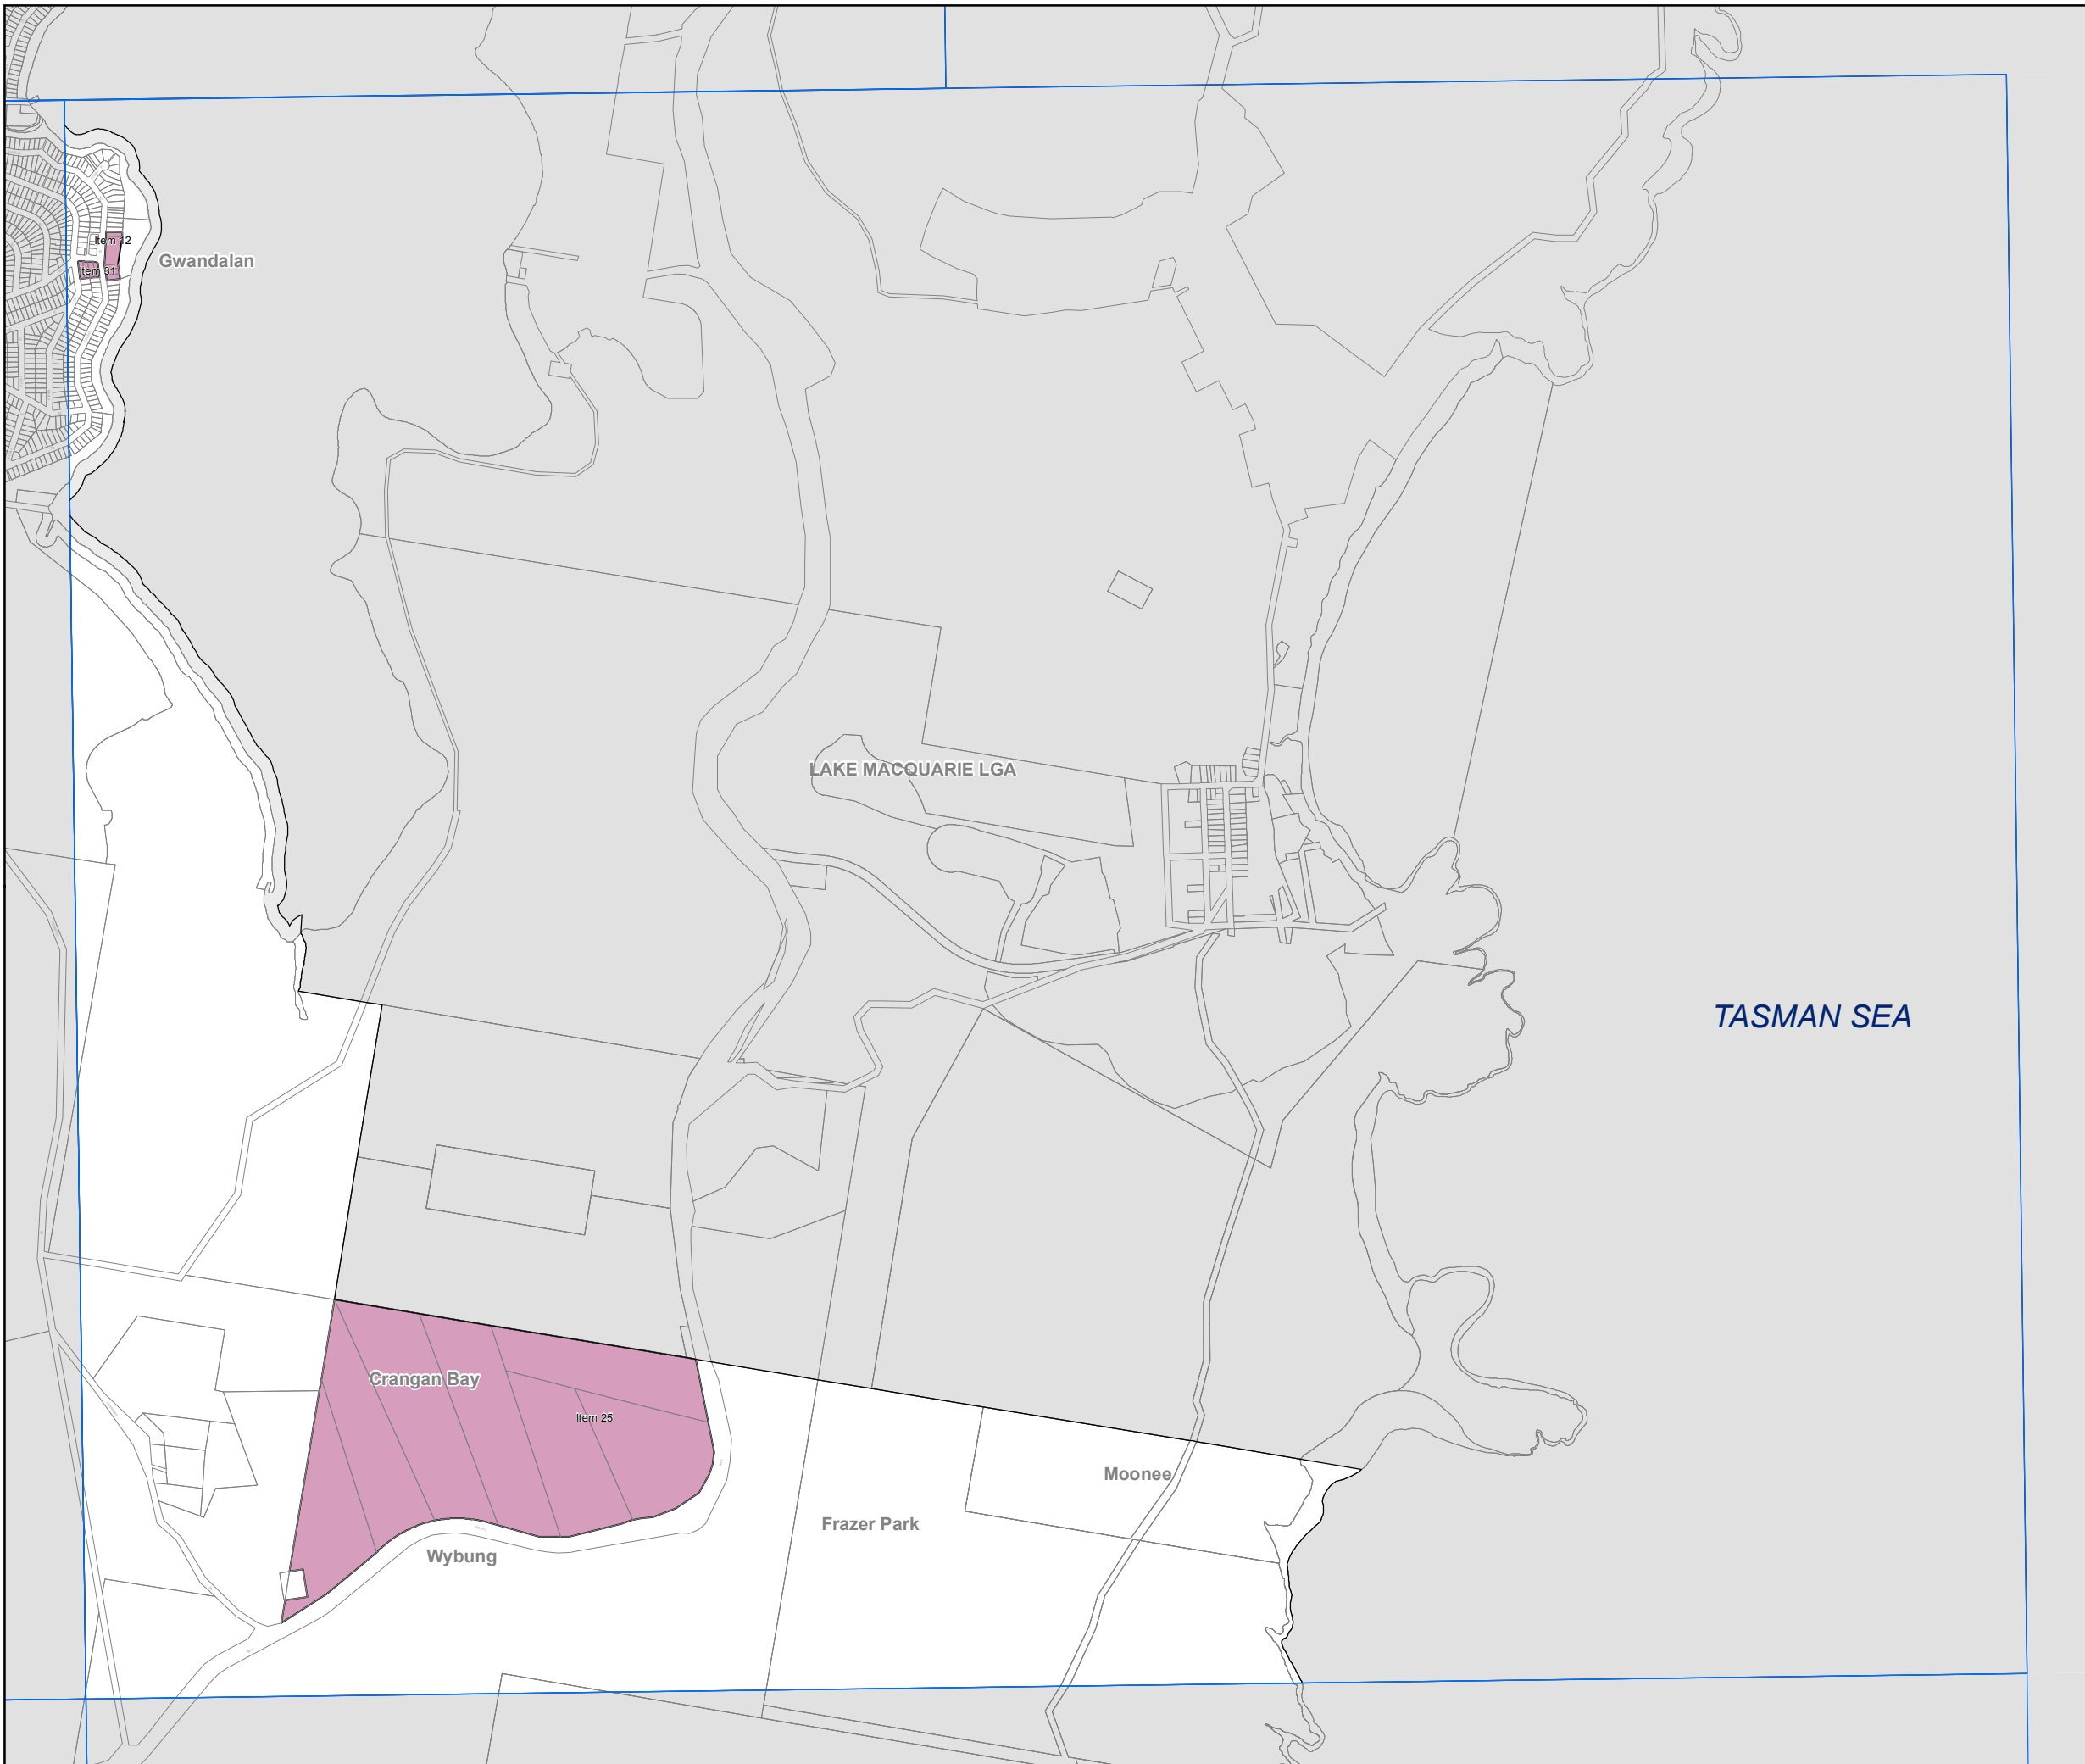 Item 12
Gwandalan
Item 31
LAKE MACQUARIE LGA
TASMAN SEA
Crangan Bay
Item 25
Moonee
Frazer Park
Wybung